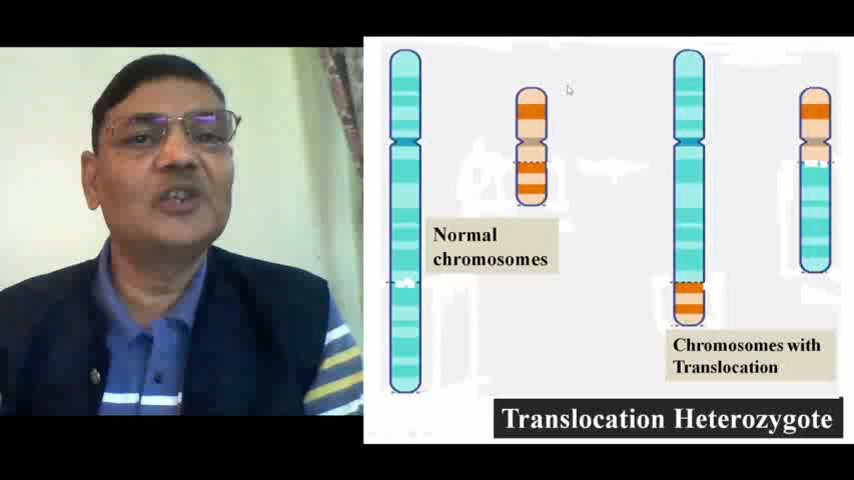 Normal
chromosomes
Chromosomes with
Translocation
Translocation Heterozygote